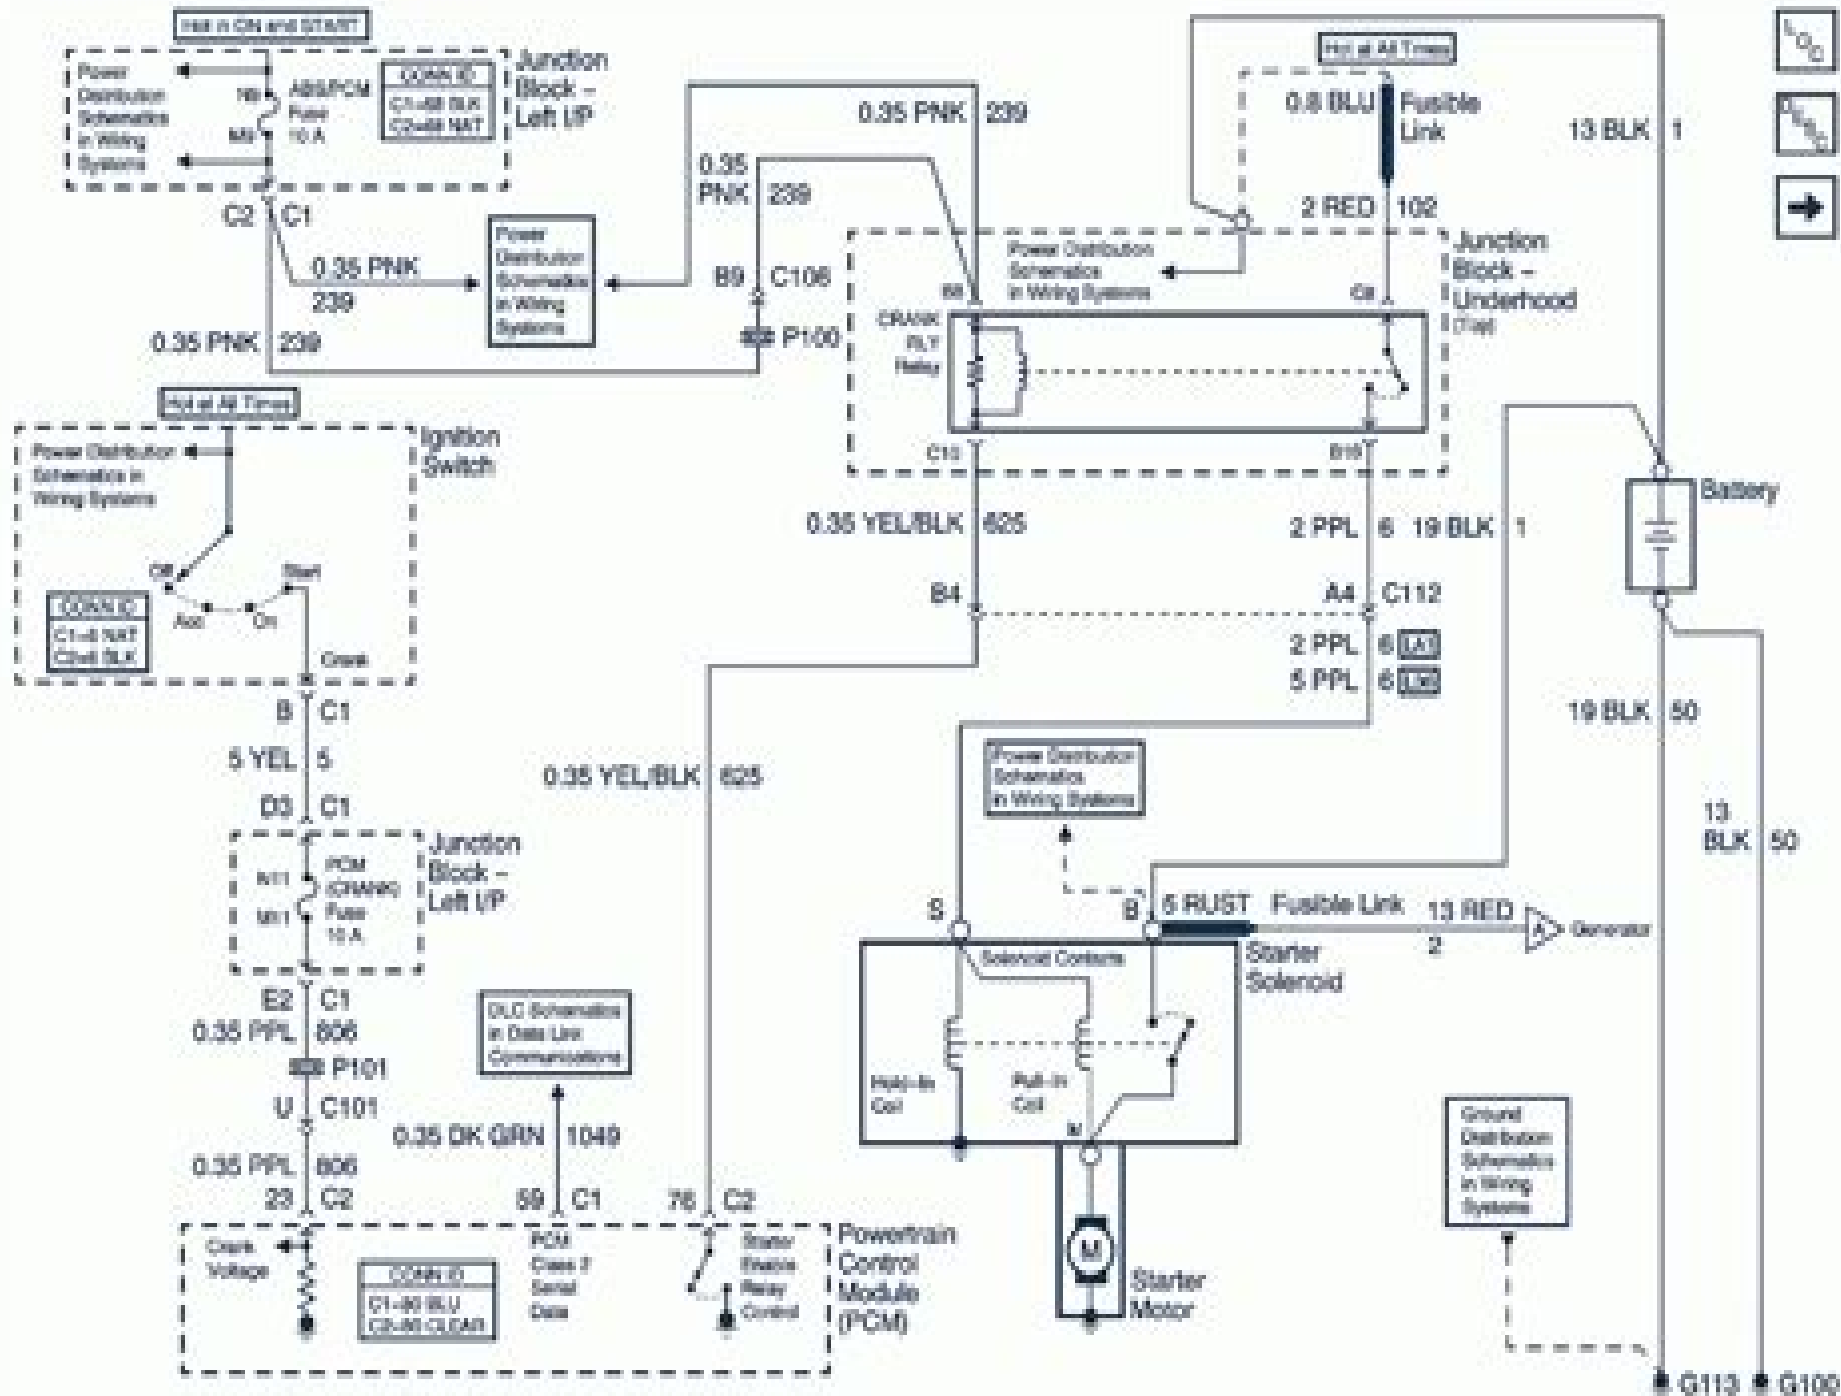 Hot in ON and START
Power
Distribution
Schematics
in Wiring
Systems
N9
M9
ABS/PCM
Fuse
10 A
CONN ID
C1=68 BLK
C2=68 NAT
Junction
Block –
Left I/P
C2 C1
0.35 PNK
239
0.35 PNK 239
Power
Distribution
Schematics
in Wiring
Systems
0.35 PNK 239
0.35
PNK 239
B9 C106
P100
Hot at All Times
0.8 BLU Fusible
Link
2 RED 102
13 BLK 1
LOC
DESC
Junction
Block –
Underhood
(Top)
Power Distribution
Schematics
in Wiring Systems
CRANK
RLY
Relay
C10
B10
0.35 YEL/BLK 625
2 PPL 6
19 BLK 1
Battery
B4
A4 C112
2 PPL 6 LA1
5 PPL 6
19 BLK 50
13
BLK 50
Hot at All Times
Ignition
Switch
Power Distribution
Schematics in
Wiring Systems
Off
Acc
On
Start
Crank
CONN ID
C1=6 NAT
C2=6 BLK
B C1
5 YEL 5
D3 C1
Junction
Block –
Left I/P
N11
M11
PCM
(CRANK)
Fuse
10 A
E2 C1
0.35 PPL 806
P101
U C101
0.35 PPL 806
23 C2
DLC Schematics
in Data Link
Communications
0.35 DK GRN 1049
59 C1
0.35 YEL/BLK 625
76 C2
Powertrain
Control
Module
(PCM)
Crank
Voltage
CONN ID
C1=80 BLU
C2=80 CLEAR
PCM
Class 2
Serial
Data
Starter
Enable
Relay
Control
Power Distribution
Schematics
in Wiring Systems
S
B
5 RUST Fusible Link
13 RED
2
A
Generator
Starter
Solenoid
Solenoid Contacts
Hold-In
Coil
Pull-In
Coil
M
M
Starter
Motor
Ground
Distribution
Schematics
in Wiring
Systems
G113
G100